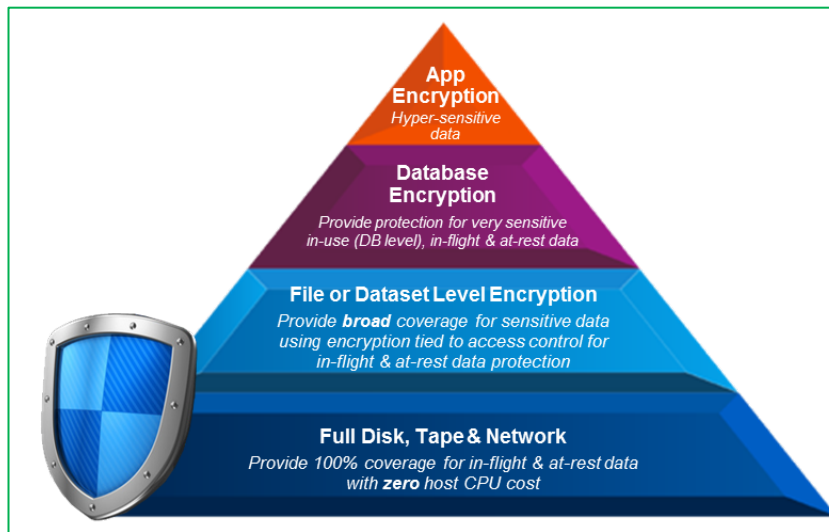 App
Encryption
Hyper-sensitive
data
Database
Encryption
Provide protection for very sensitive
in-use (DB level), in-flight & at-rest data
File or Dataset Level Encryption
Provide broad coverage for sensitive data
using encryption tied to access control for
in-flight & at-rest data protection
Full Disk, Tape & Network
Provide 100% coverage for in-flight & at-rest data
with zero host CPU cost